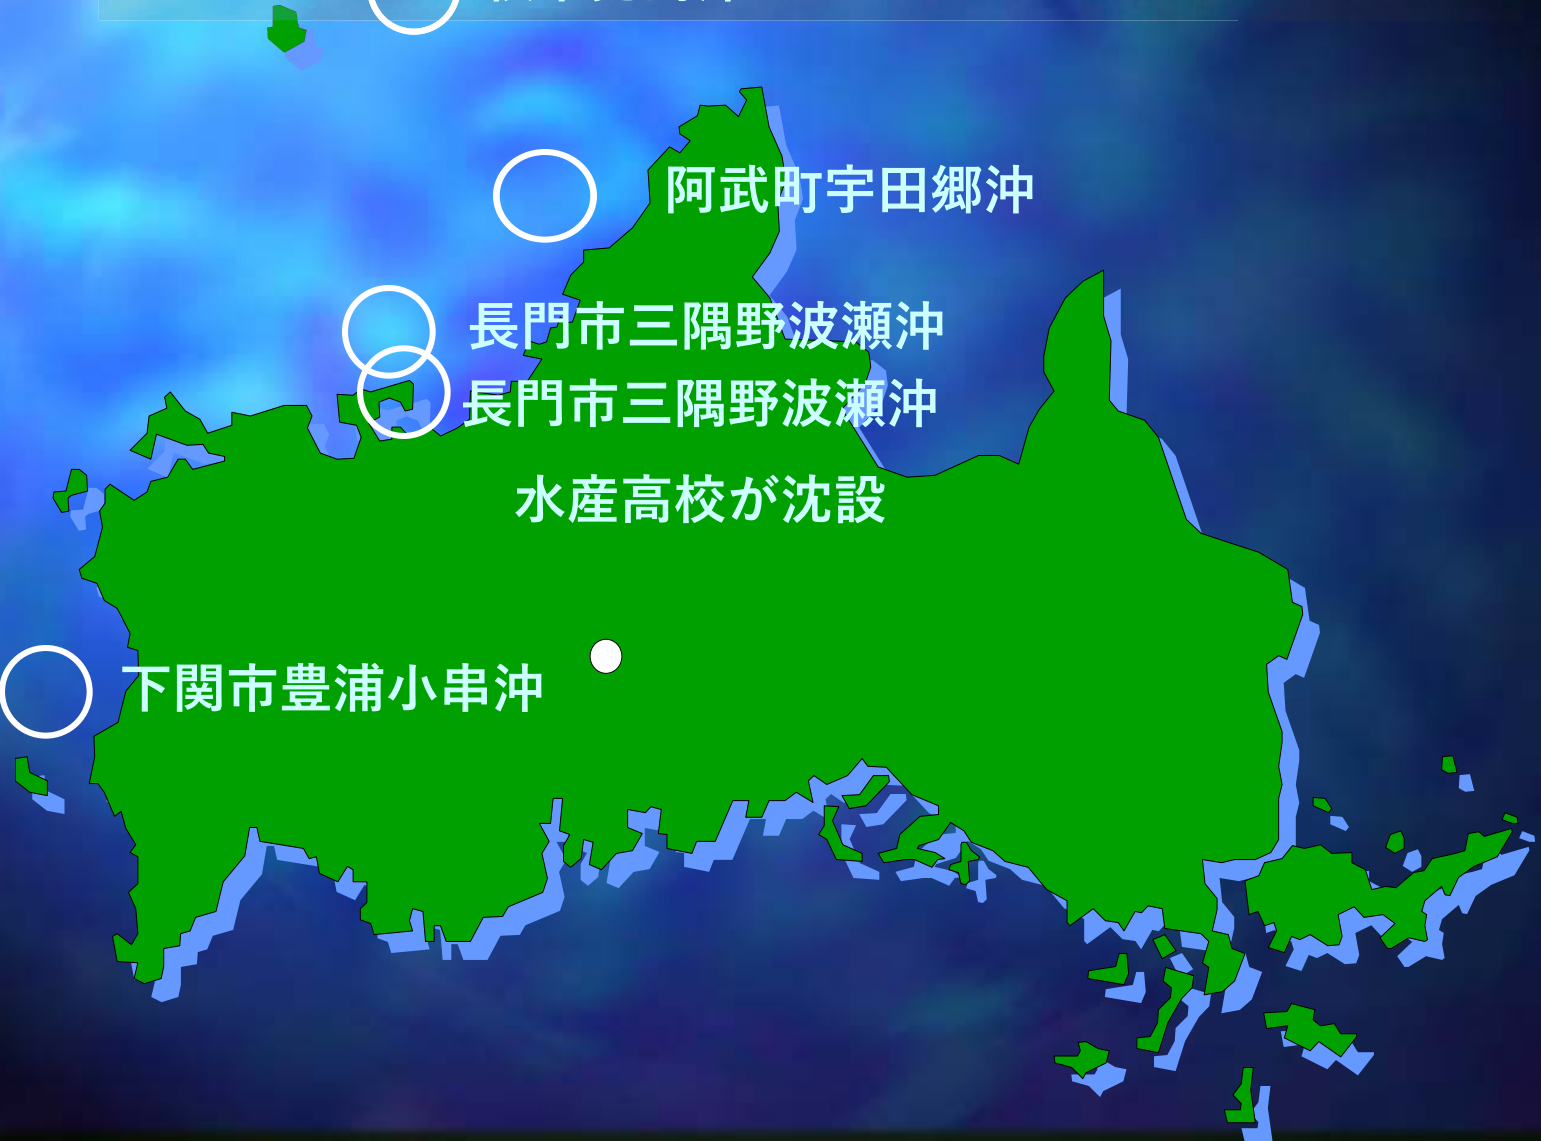 阿武町宇田郷沖
長門市三隅野波瀬沖
長門市三隅野波瀬沖
水産高校が沈設
下関市豊浦小串沖